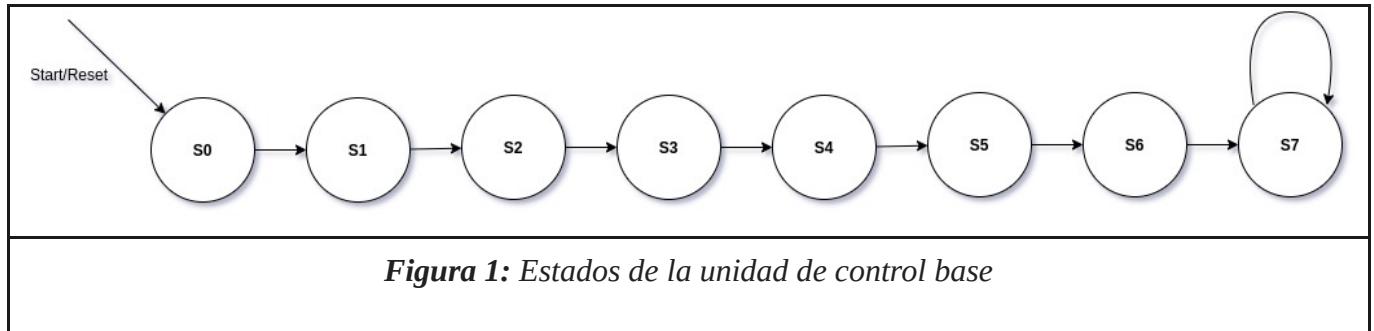 Start/Reset
S0
S1
S2
S3
S4
S5
S6
S7
Figura 1: Estados de la unidad de control base